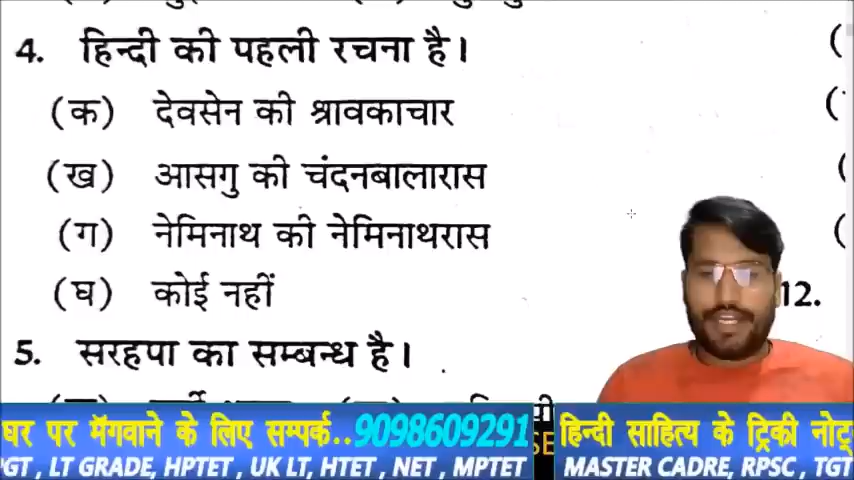 4. हिन्दी की पहली रचना है।
(क) देवसेन की श्रावकाचार
(ख) आसगु की चंदनबालारास
(ग) नेमिनाथ की नेमिनाथरास
(घ) कोई नहीं
12.
5. सरहपा का सम्बन्ध है।
घर पर मँगवाने के लिए सम्पर्क..9098609291
हिन्दी साहित्य के ट्रिकी नोट्
PGT , LT GRADE, HPTET , UK LT, HTET , NET , MPTET
MASTER CADRE, RPSC , TGT